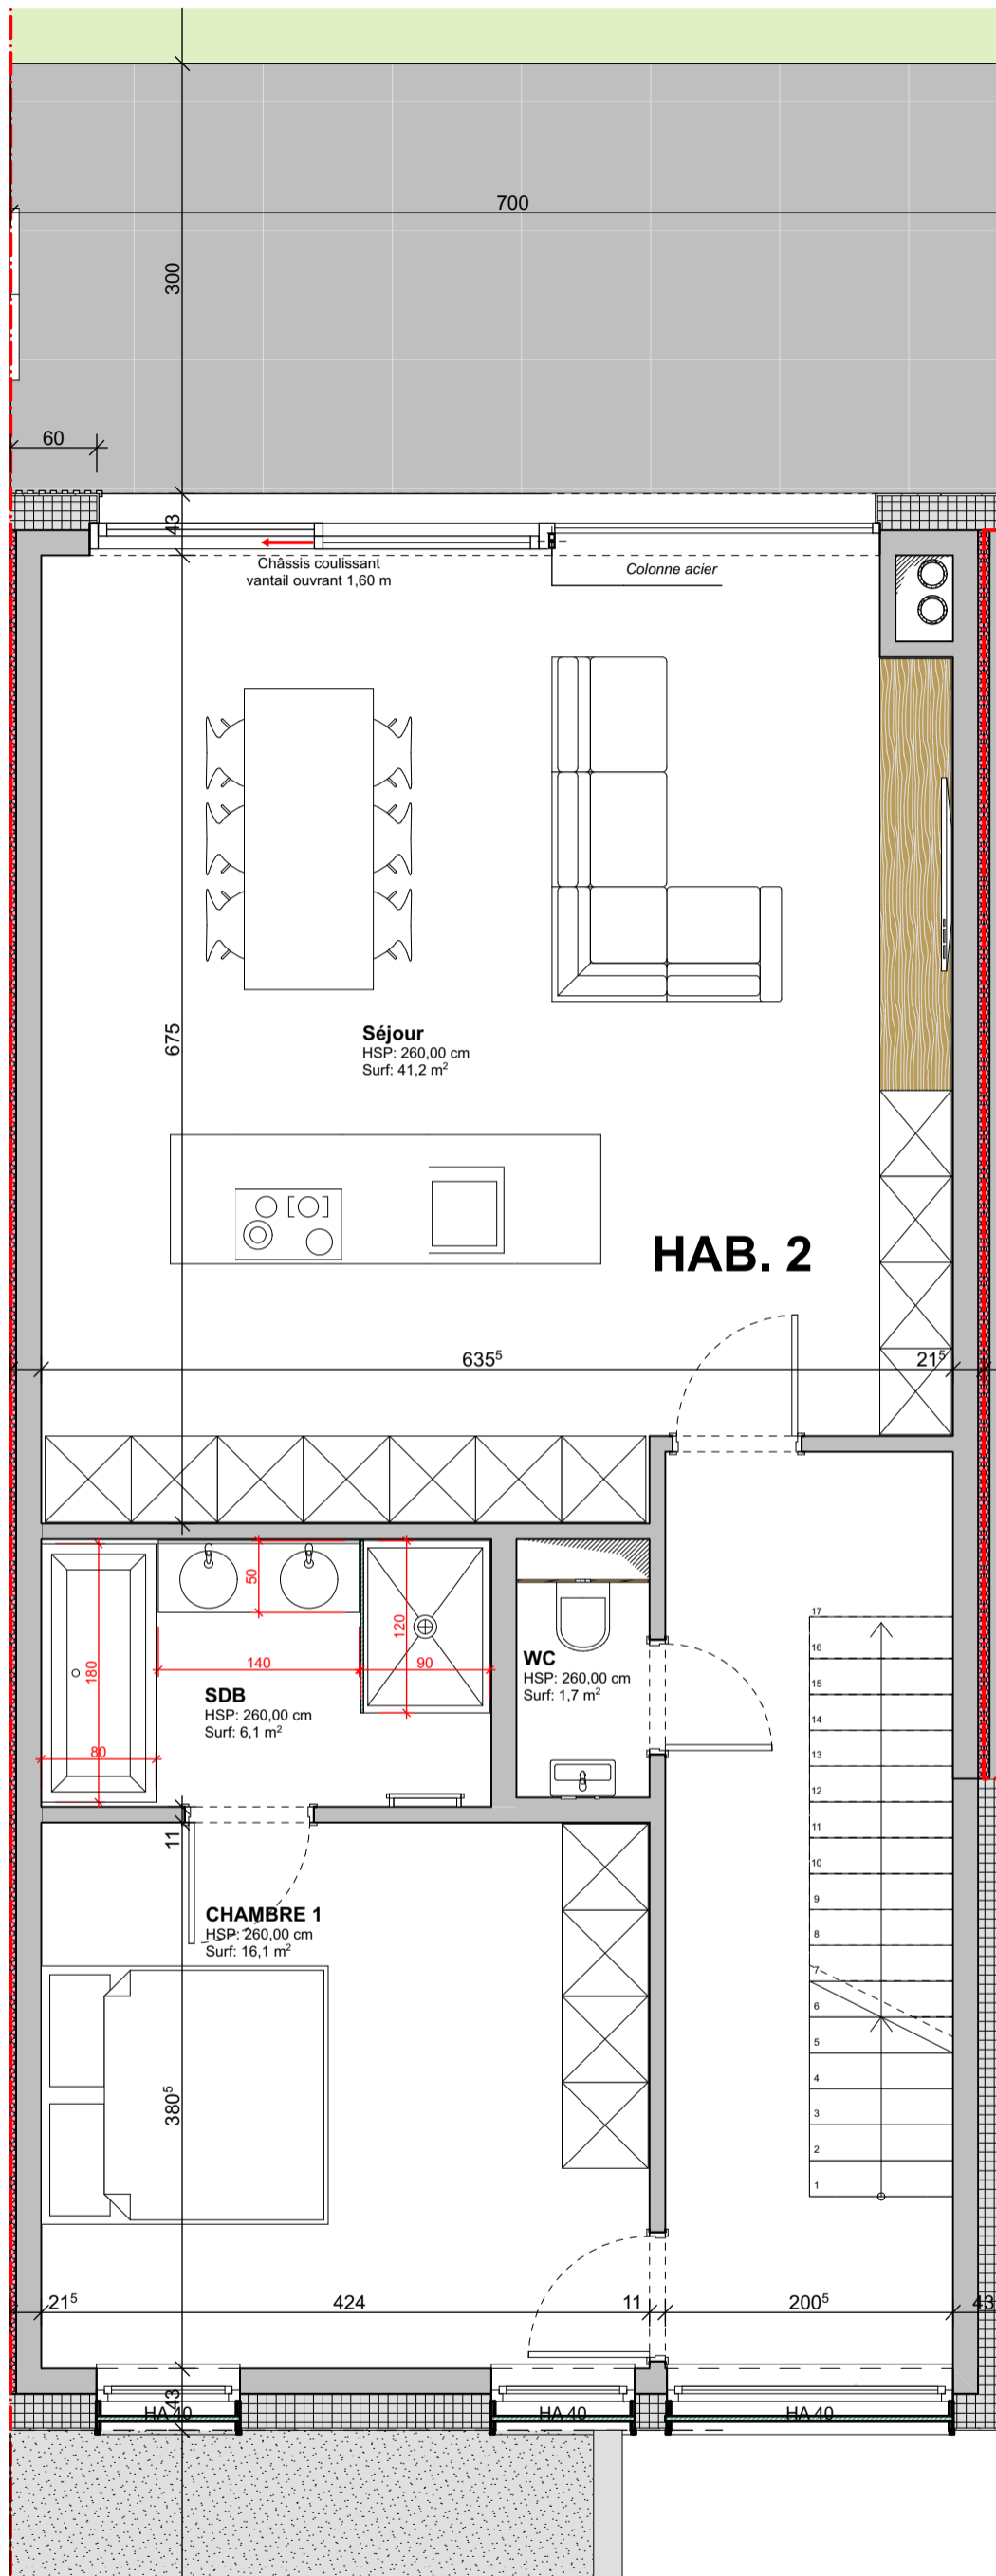 700
300
60
43
Châssis coulissant
vantail ouvrant 1,60 m
Colonne acier
675
Séjour
HSP: 260,00 cm
Surf: 41,2 m²
HAB. 2
635⁵
21⁵
50
120
140
90
180
80
SDB
HSP: 260,00 cm
Surf: 6,1 m²
WC
HSP: 260,00 cm
Surf: 1,7 m²
17
16
15
14
13
12
11
10
9
8
7
6
5
4
3
2
1
11
CHAMBRE 1
HSP: 260,00 cm
Surf: 16,1 m²
380⁵
21⁵
424
11
200⁵
43
43
HA 40
HA 40
HA 40